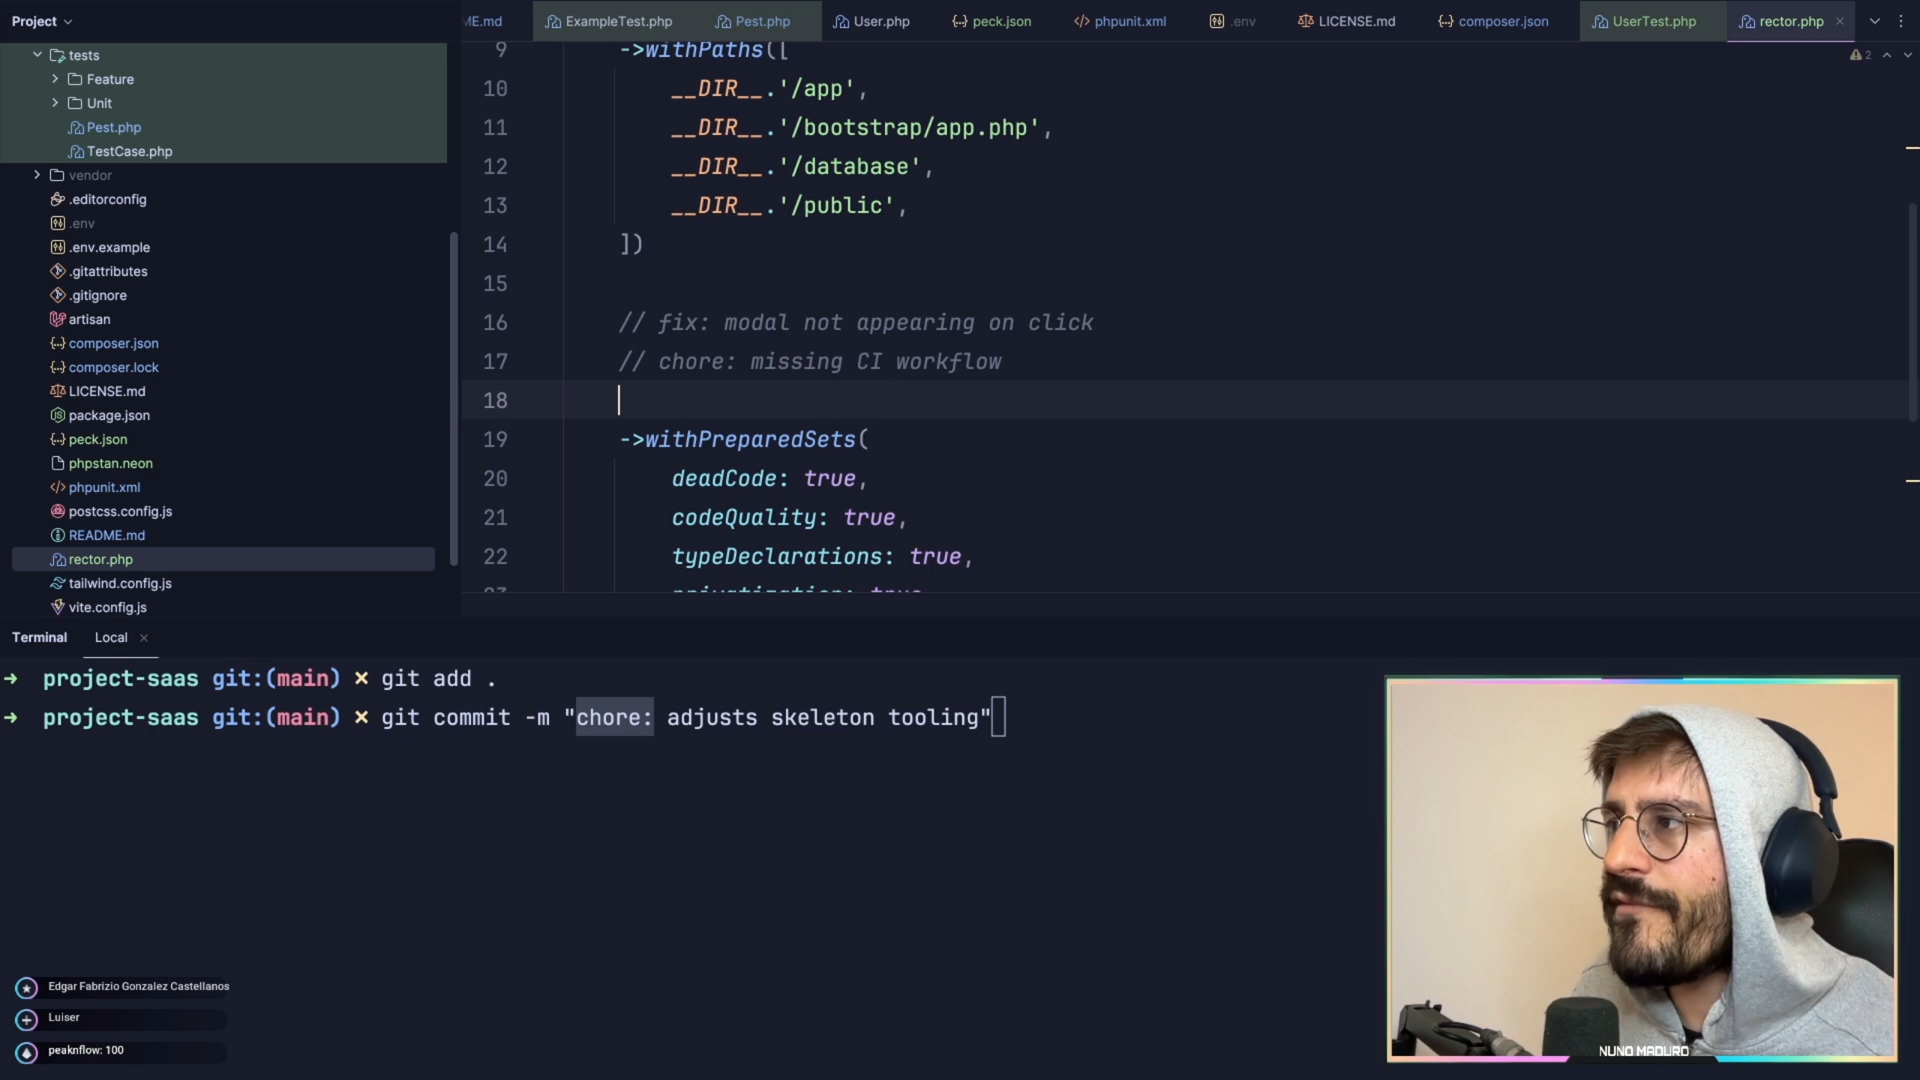 Project
ME.md
ExampleTest.php
Pest.php
User.php
peck.json
phpunit.xml
.env
LICENSE.md
composer.json
UserTest.php
rector.php
tests
Feature
Unit
Pest.php
TestCase.php
vendor
.editorconfig
.env
.env.example
.gitattributes
.gitignore
artisan
composer.json
composer.lock
LICENSE.md
package.json
peck.json
phpstan.neon
phpunit.xml
postcss.config.js
README.md
rector.php
tailwind.config.js
vite.config.js
2
9 ->withPaths([
10 __DIR__.'/app',
11 __DIR__.'/bootstrap/app.php',
12 __DIR__.'/database',
13 __DIR__.'/public',
14 ])
15
16 // fix: modal not appearing on click
17 // chore: missing CI workflow
18
19 ->withPreparedSets(
20 deadCode: true,
21 codeQuality: true,
22 typeDeclarations: true,
23 privatization: true
Terminal
Local
→ project-saas git:(main) × git add .
→ project-saas git:(main) × git commit -m "chore: adjusts skeleton tooling"
Edgar Fabrizio Gonzalez Castellanos
Luiser
peaknflow: 100
NUNO MADURO